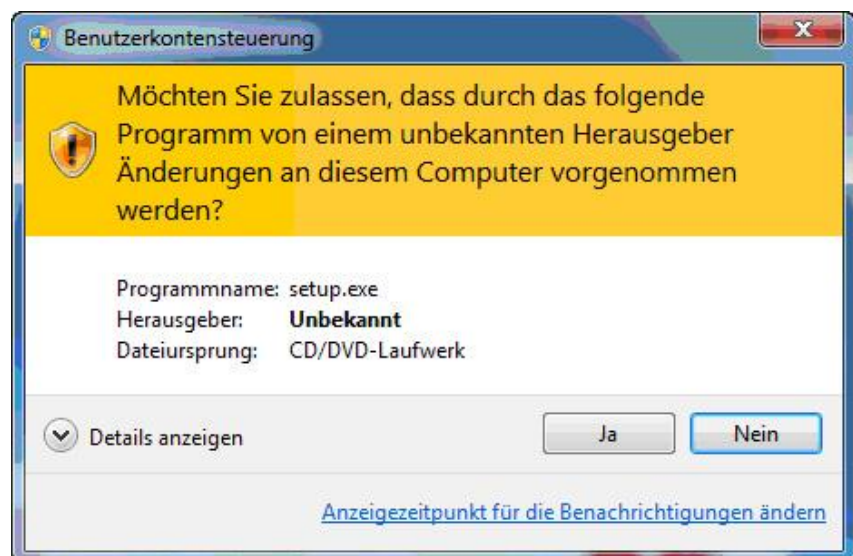 Benutzerkontensteuerung
Möchten Sie zulassen, dass durch das folgende
Programm von einem unbekannten Herausgeber
Änderungen an diesem Computer vorgenommen
werden?
Programmname: setup.exe
Herausgeber: Unbekannt
Dateiursprung: CD/DVD-Laufwerk
Details anzeigen
Ja
Nein
Anzeigezeitpunkt für die Benachrichtigungen ändern